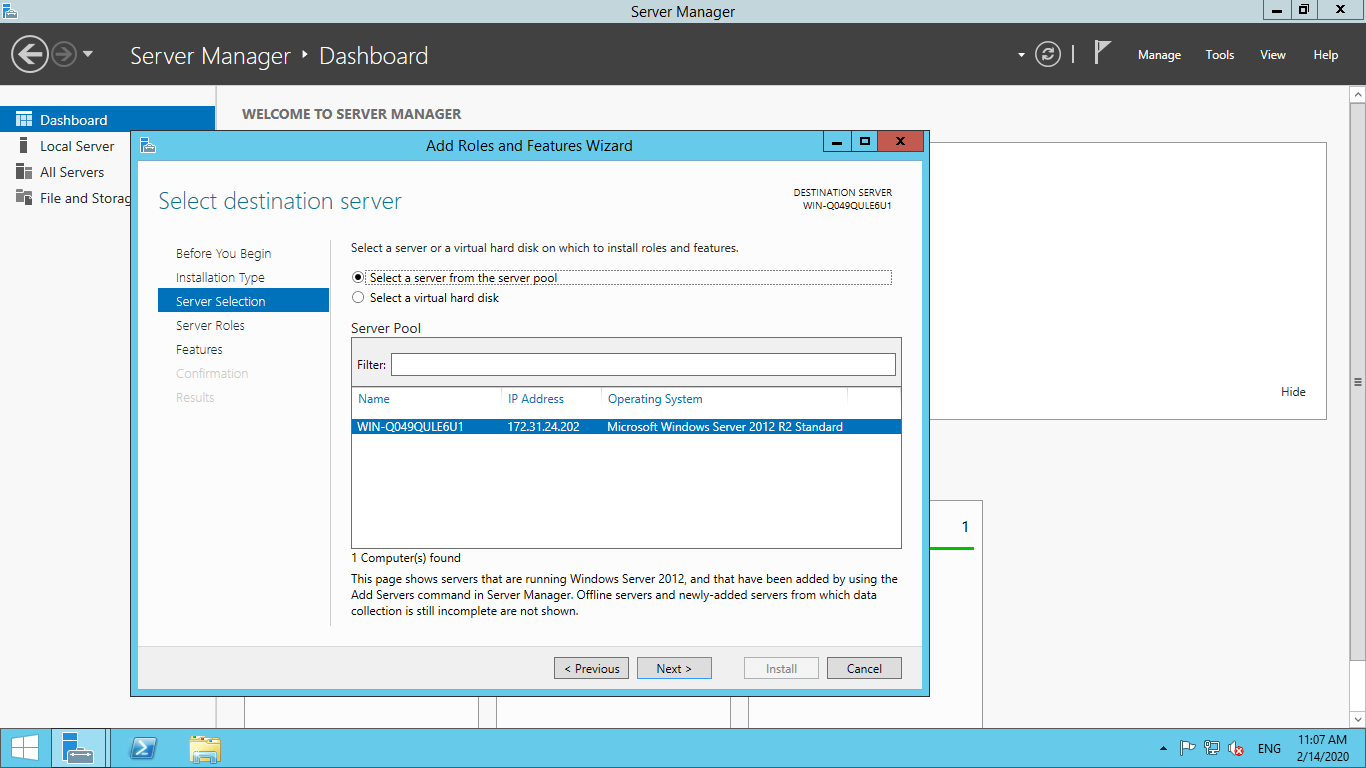 Server Manager
Server Manager ‣ Dashboard
Manage Tools View Help
Dashboard
Local Server
All Servers
File and Storag
WELCOME TO SERVER MANAGER
Hide
1
Add Roles and Features Wizard
Select destination server
DESTINATION SERVER
WIN-Q049QULE6U1
Before You Begin
Installation Type
Server Selection
Server Roles
Features
Confirmation
Results
Select a server or a virtual hard disk on which to install roles and features.
Select a server from the server pool
Select a virtual hard disk
Server Pool
Filter:
Name IP Address Operating System
WIN-Q049QULE6U1 172.31.24.202 Microsoft Windows Server 2012 R2 Standard
1 Computer(s) found
This page shows servers that are running Windows Server 2012, and that have been added by using the
Add Servers command in Server Manager. Offline servers and newly-added servers from which data
collection is still incomplete are not shown.
< Previous Next > Install Cancel
ENG
11:07 AM
2/14/2020